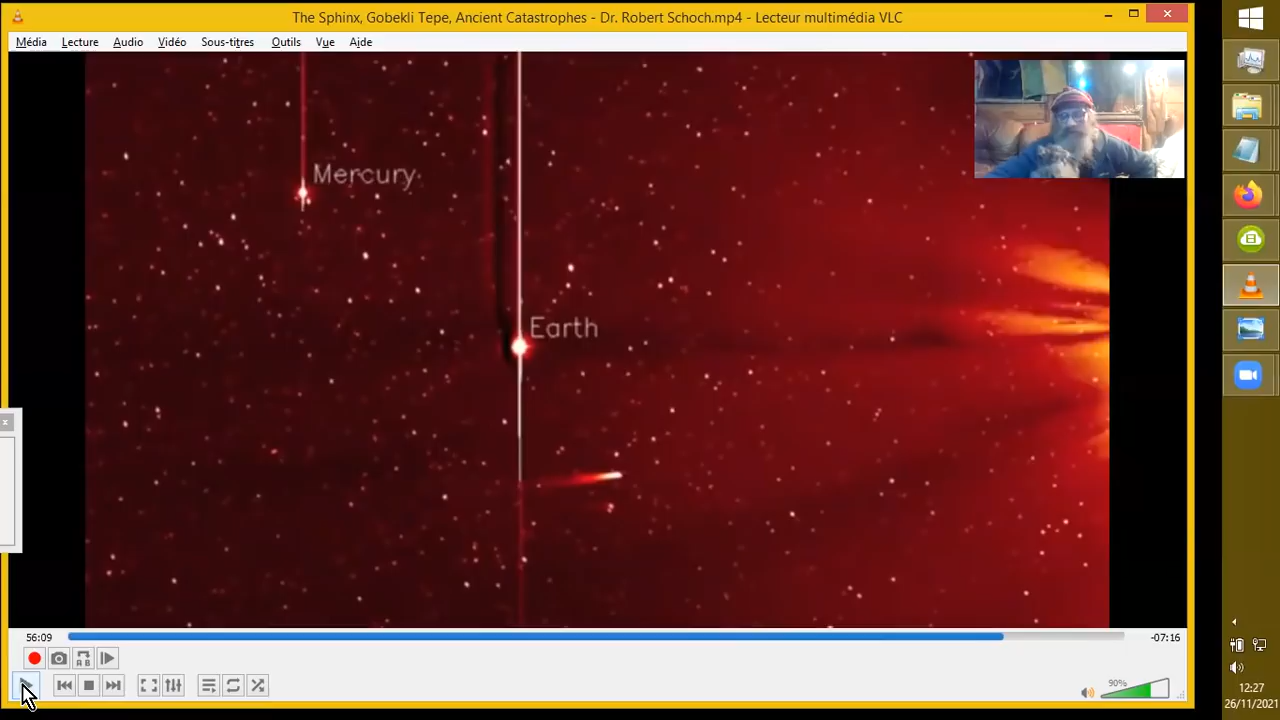 The Sphinx, Gobekli Tepe, Ancient Catastrophes - Dr. Robert Schoch.mp4 - Lecteur multimédia VLC
Média Lecture Audio Vidéo Sous-titres Outils Vue Aide
Mercury
Earth
56:09 -07:16
A B
90%
12:27
26/11/2021